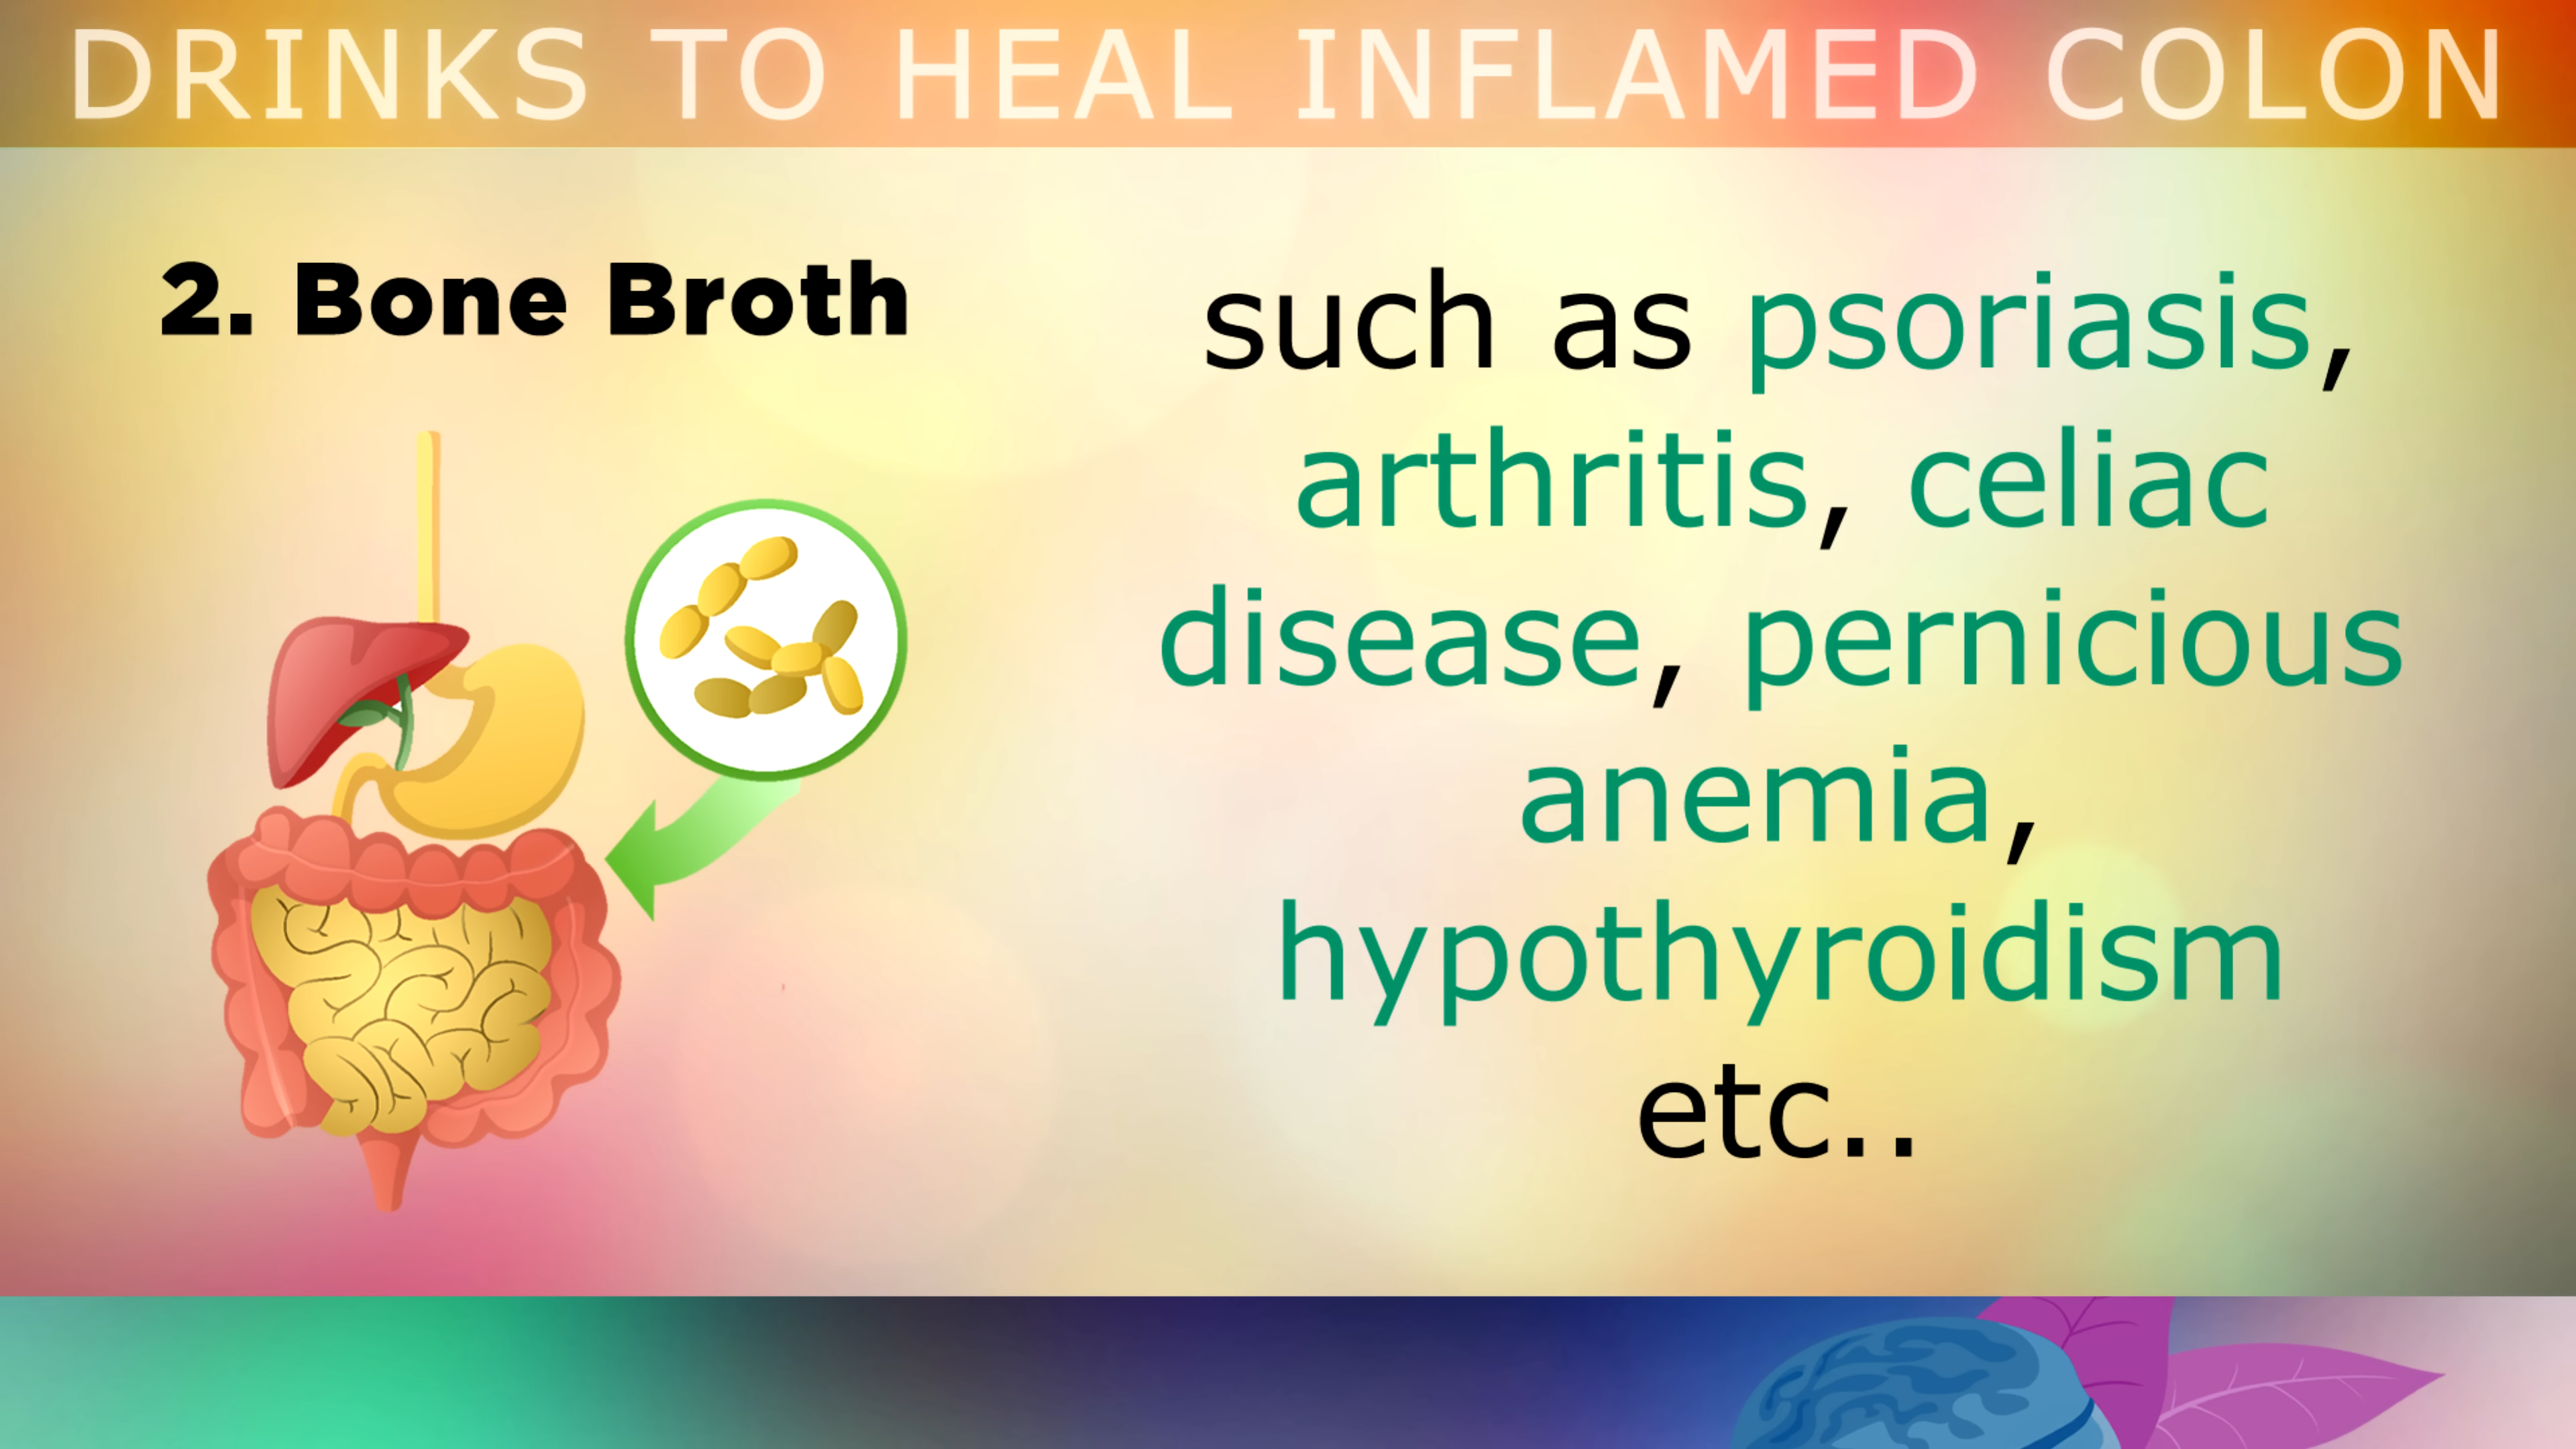 DRINKS TO HEAL INFLAMED COLON
2. Bone Broth
such as psoriasis,
arthritis, celiac
disease, pernicious
anemia,
hypothyroidism
etc..